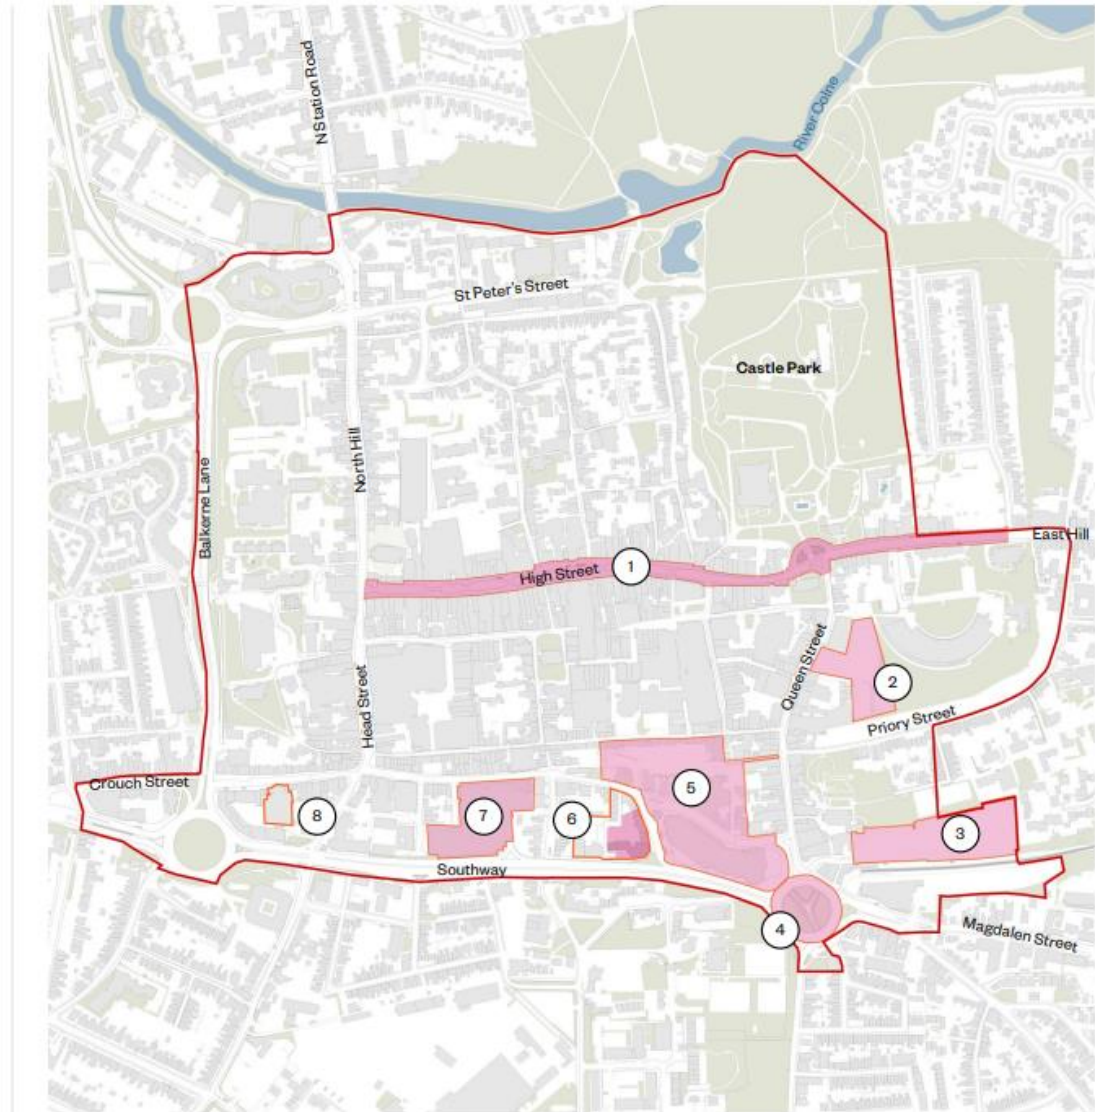 N Station Road
River Colne
St Peter's Street
Castle Park
North Hill
Balkerne Lane
East Hill
High Street
1
Queen Street
2
Head Street
Priory Street
Crouch Street
5
8
7
6
3
Southway
4
Magdalen Street